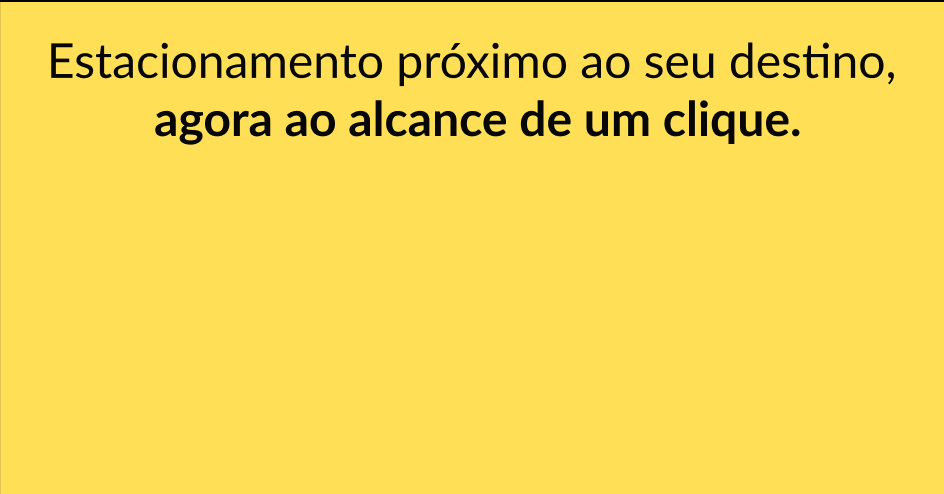 Estacionamento próximo ao seu destino,
agora ao alcance de um clique.